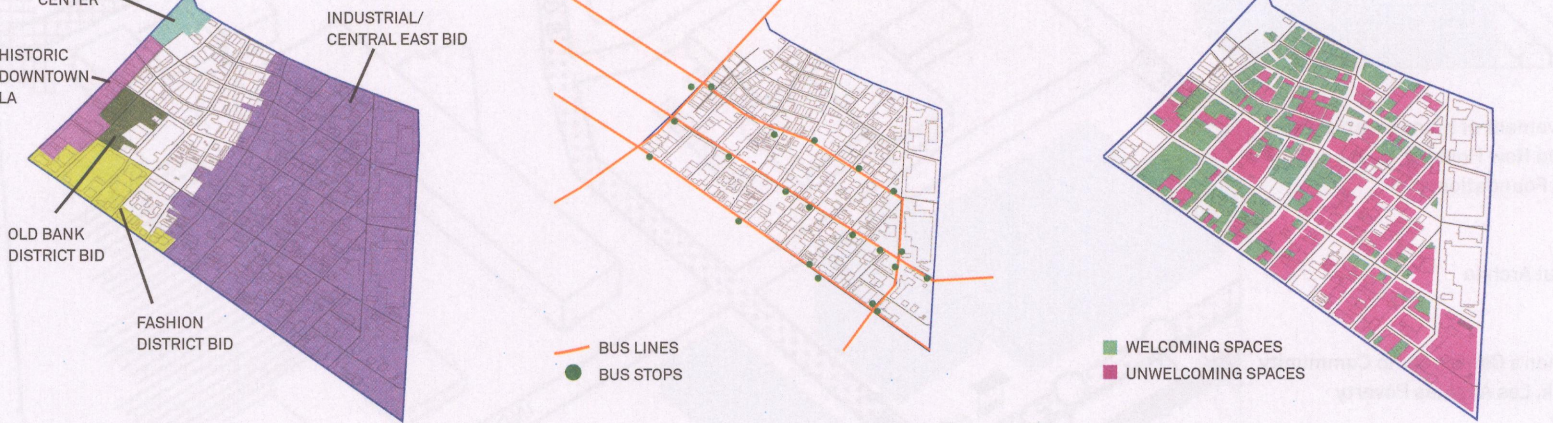 CENTER
HISTORIC
DOWNTOWN
LA
INDUSTRIAL/
CENTRAL EAST BID
OLD BANK
DISTRICT BID
FASHION
DISTRICT BID
BUS LINES
BUS STOPS
WELCOMING SPACES
UNWELCOMING SPACES